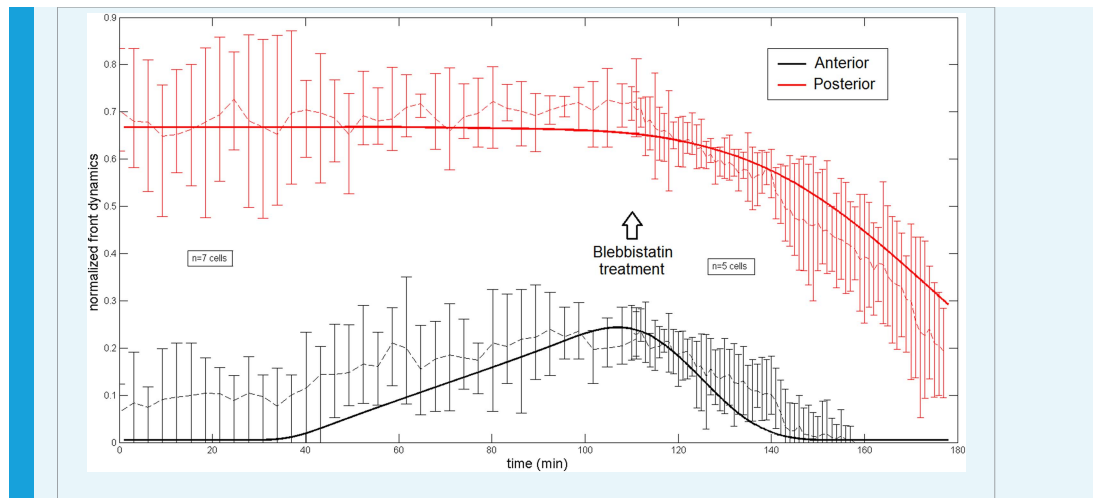 0.9
0.8
0.7
0.6
0.5
0.4
0.3
0.2
0.1
0
normalized front dynamics
Anterior
Posterior
Blebbistatin
treatment
n=7 cells
n=5 cells
0 20 40 60 80 100 120 140 160 180
time (min)